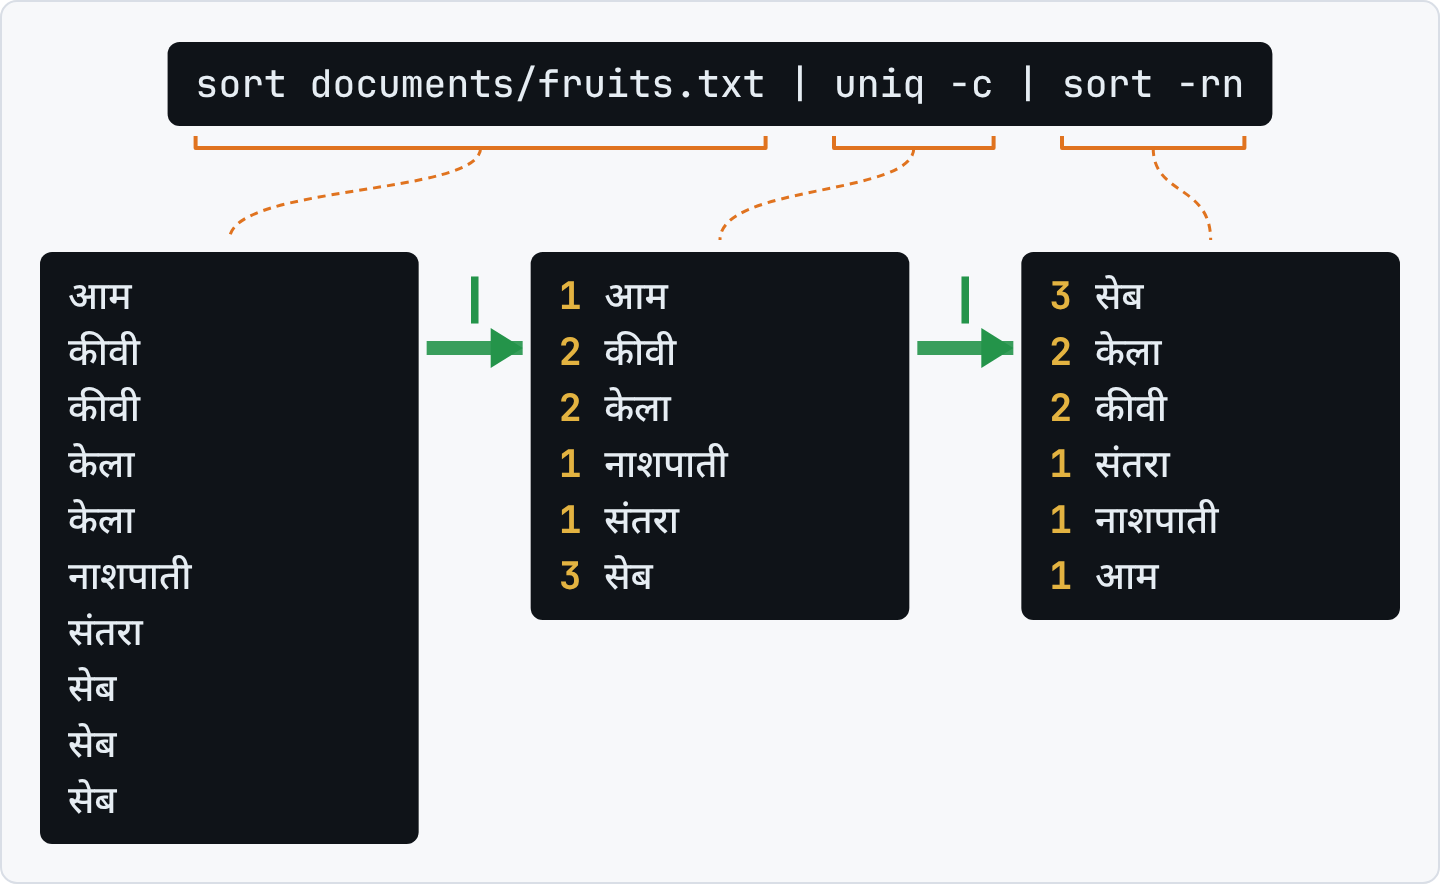 sort documents/fruits.txt | uniq -c | sort -rn
आम
कीवी
कीवी
केला
केला
नाशपाती
संतरा
सेब
सेब
सेब
|
1 आम
2 कीवी
2 केला
1 नाशपाती
1 संतरा
3 सेब
|
3 सेब
2 केला
2 कीवी
1 संतरा
1 नाशपाती
1 आम